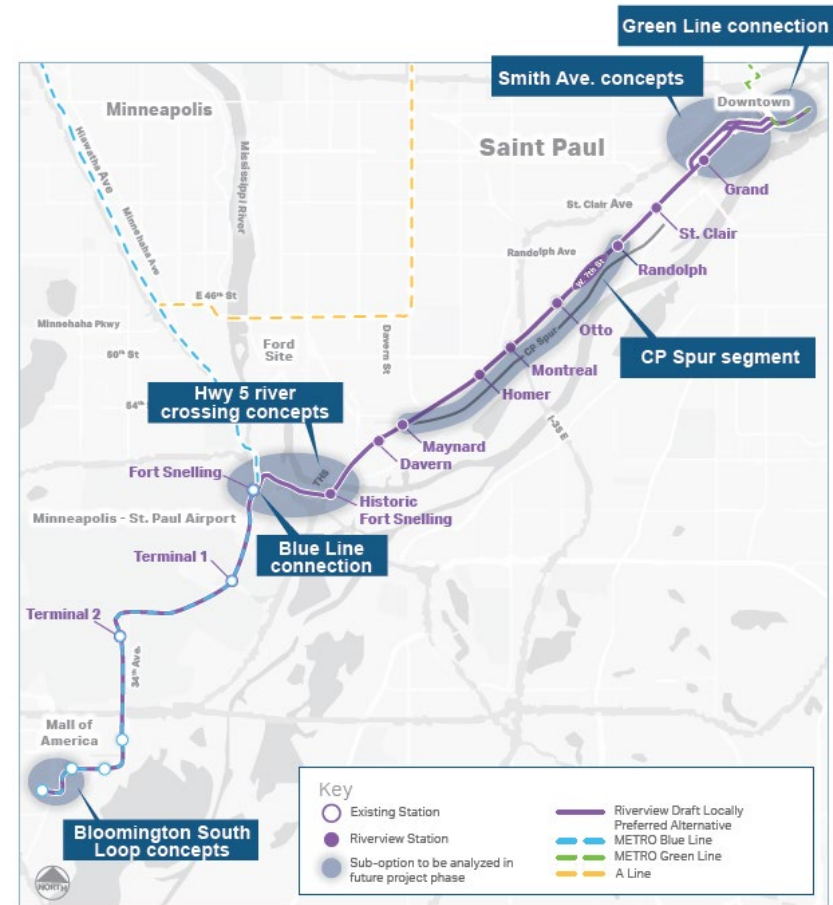 Green Line connection
Smith Ave. concepts
Downtown
Minneapolis
Saint Paul
Hiawatha Ave
Minnehaha Ave
Mississippi River
Grand
St. Clair Ave
St. Clair
Randolph Ave
Randolph
W. 7th St
E 46th St
Minnehaha Pkwy
Otto
50th St
Ford
Site
Davern St
CP Spur
Montreal
CP Spur segment
Homer
Hwy 5 river
crossing concepts
54th
I-35 E
Maynard
Davern
Fort Snelling
TH5
Historic
Fort Snelling
Minneapolis - St. Paul Airport
Blue Line
connection
Terminal 1
Terminal 2
34th Ave.
Mall of
America
Bloomington South
Loop concepts
NORTH
Key
Existing Station
Riverview Station
Sub-option to be analyzed in
future project phase
Riverview Draft Locally
Preferred Alternative
METRO Blue Line
METRO Green Line
A Line